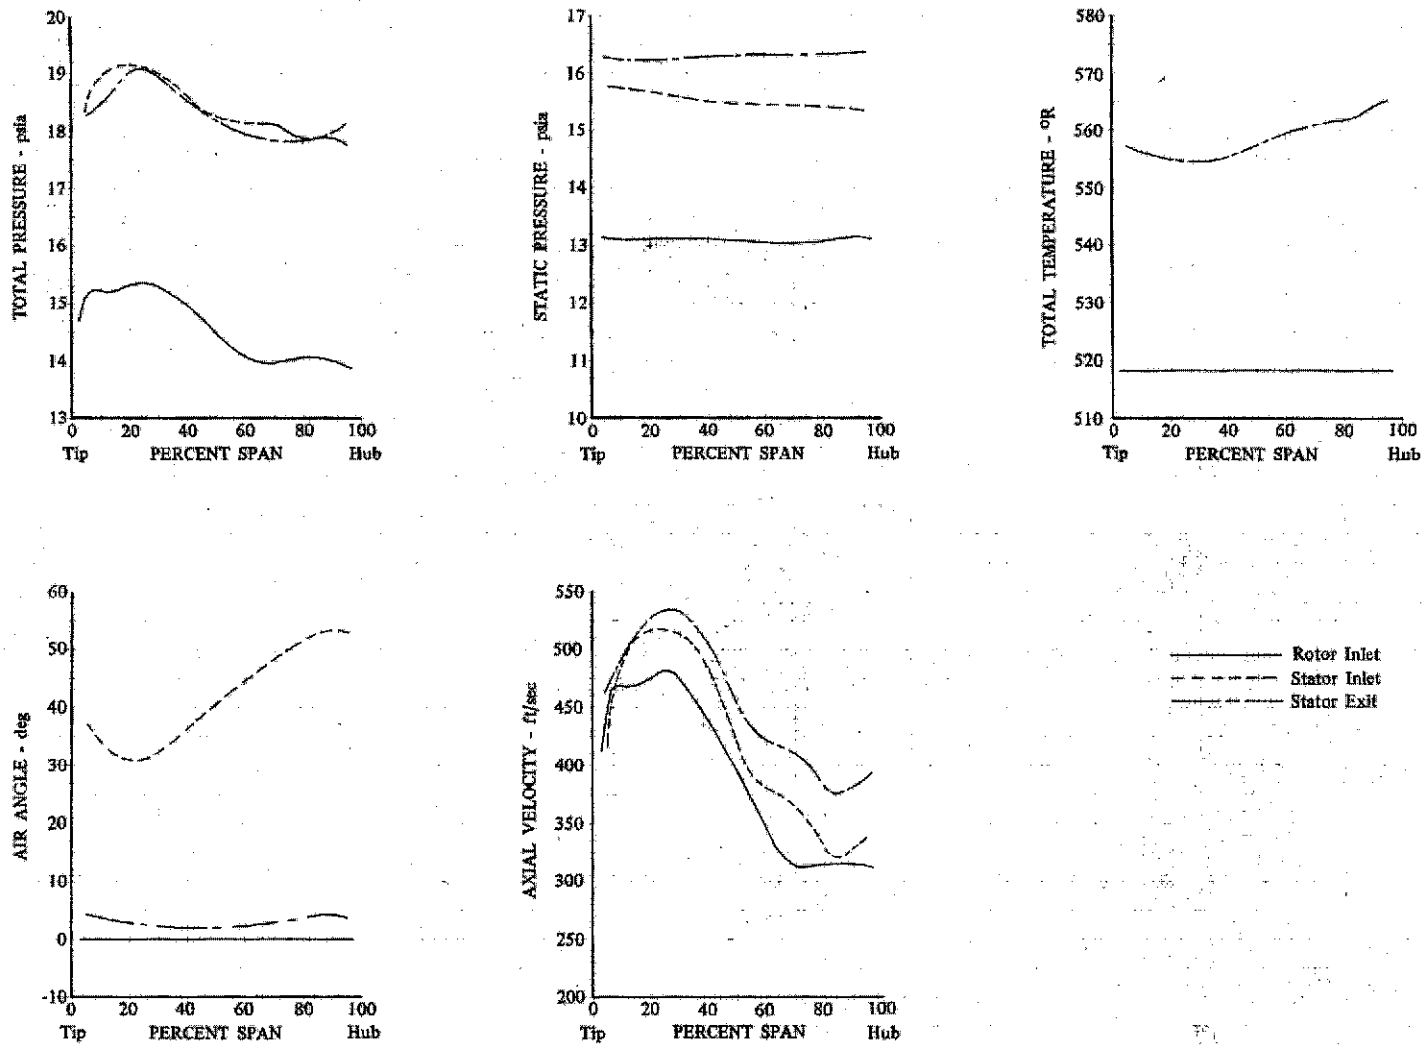 TOTAL PRESSURE - psia
20
19
18
17
16
15
14
13
0 20 40 60 80 100
Tip PERCENT SPAN Hub
STATIC PRESSURE - psia
17
16
15
14
13
12
11
10
0 20 40 60 80 100
Tip PERCENT SPAN Hub
TOTAL TEMPERATURE - °R
580
570
560
550
540
530
520
510
0 20 40 60 80 100
Tip PERCENT SPAN Hub
AIR ANGLE - deg
60
50
40
30
20
10
0
-10
0 20 40 60 80 100
Tip PERCENT SPAN Hub
AXIAL VELOCITY - ft/sec
550
500
450
400
350
300
250
200
0 20 40 60 80 100
Tip PERCENT SPAN Hub
Rotor Inlet
Stator Inlet
Stator Exit